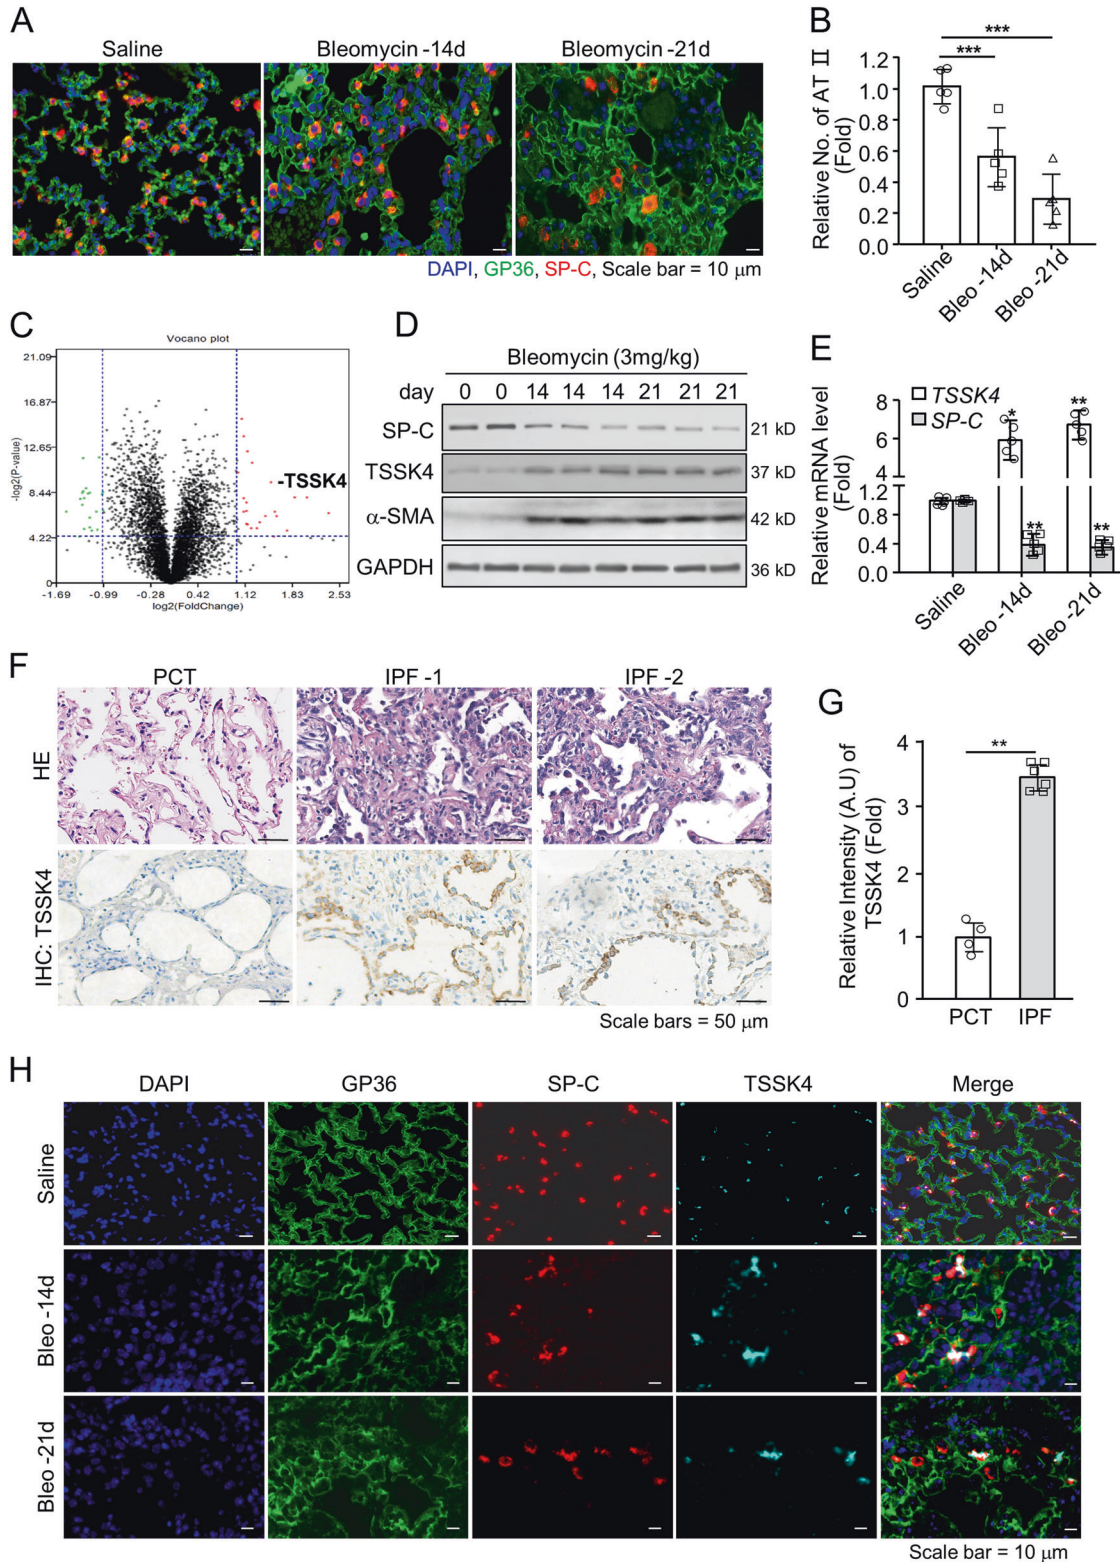 A
Saline
Bleomycin -14d
Bleomycin -21d
DAPI, GP36, SP-C, Scale bar = 10 μm
B
***
***
Relative No. of AT II
(Fold)
1.2
1.0
0.8
0.6
0.4
0.2
0.0
Saline
Bleo -14d
Bleo -21d
C
Vocano plot
-log2(P-value)
21.09
16.87
12.65
8.44
4.22
0
-TSSK4
-1.69
-0.99
-0.28
0.42
1.12
1.83
2.53
log2(FoldChange)
D
Bleomycin (3mg/kg)
day 0 0 14 14 14 21 21 21
SP-C 21 kD
TSSK4 37 kD
α-SMA 42 kD
GAPDH 36 kD
E
Relative mRNA level
(Fold)
TSSK4
SP-C
8
6
4
1.2
0.8
0.4
0.0
*
**
**
**
Saline
Bleo -14d
Bleo -21d
F
PCT
IPF -1
IPF -2
HE
IHC: TSSK4
Scale bars = 50 μm
G
Relative Intensity (A.U) of
TSSK4 (Fold)
4
3
2
1
0
**
PCT
IPF
H
DAPI
GP36
SP-C
TSSK4
Merge
Saline
Bleo -14d
Bleo -21d
Scale bar = 10 μm